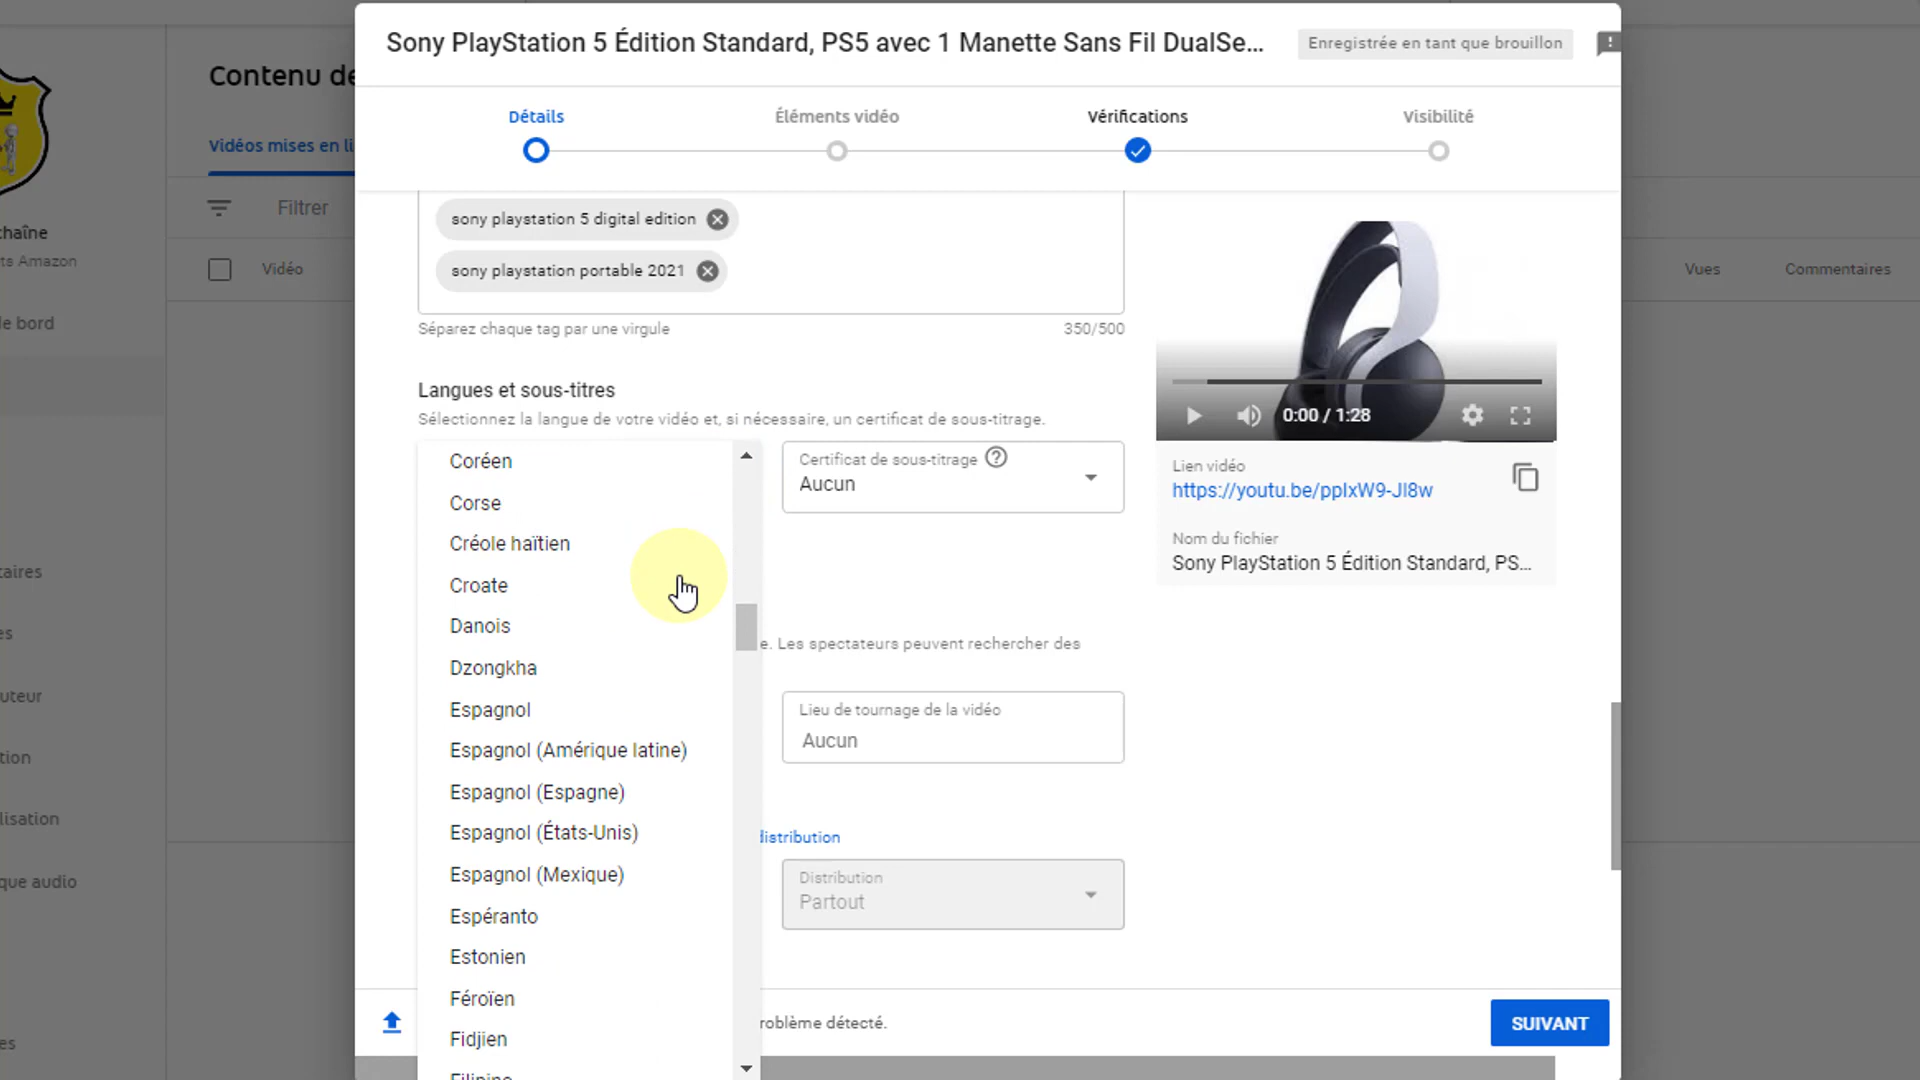 Sony PlayStation 5 Édition Standard, PS5 avec 1 Manette Sans Fil DualSe...
Enregistrée en tant que brouillon
Contenu de
Détails
Éléments vidéo
Vérifications
Visibilité
Vidéos mises en li
Filtrer
sony playstation 5 digital edition
haîne
ts Amazon
Vidéo
sony playstation portable 2021
Vues
Commentaires
Séparez chaque tag par une virgule
350/500
e bord
Langues et sous-titres
Sélectionnez la langue de votre vidéo et, si nécessaire, un certificat de sous-titrage.
0:00 / 1:28
Coréen
Corse
Créole haïtien
Croate
Danois
Dzongkha
Espagnol
Espagnol (Amérique latine)
Espagnol (Espagne)
Espagnol (États-Unis)
Espagnol (Mexique)
Espéranto
Estonien
Féroïen
Fidjien
Filipino
Certificat de sous-titrage
Aucun
Lien vidéo
https://youtu.be/pplxW9-Jl8w
Nom du fichier
Sony PlayStation 5 Édition Standard, PS...
taires
es
uteur
tion
lisation
que audio
es
e. Les spectateurs peuvent rechercher des
Lieu de tournage de la vidéo
Aucun
distribution
Distribution
Partout
roblème détecté.
SUIVANT